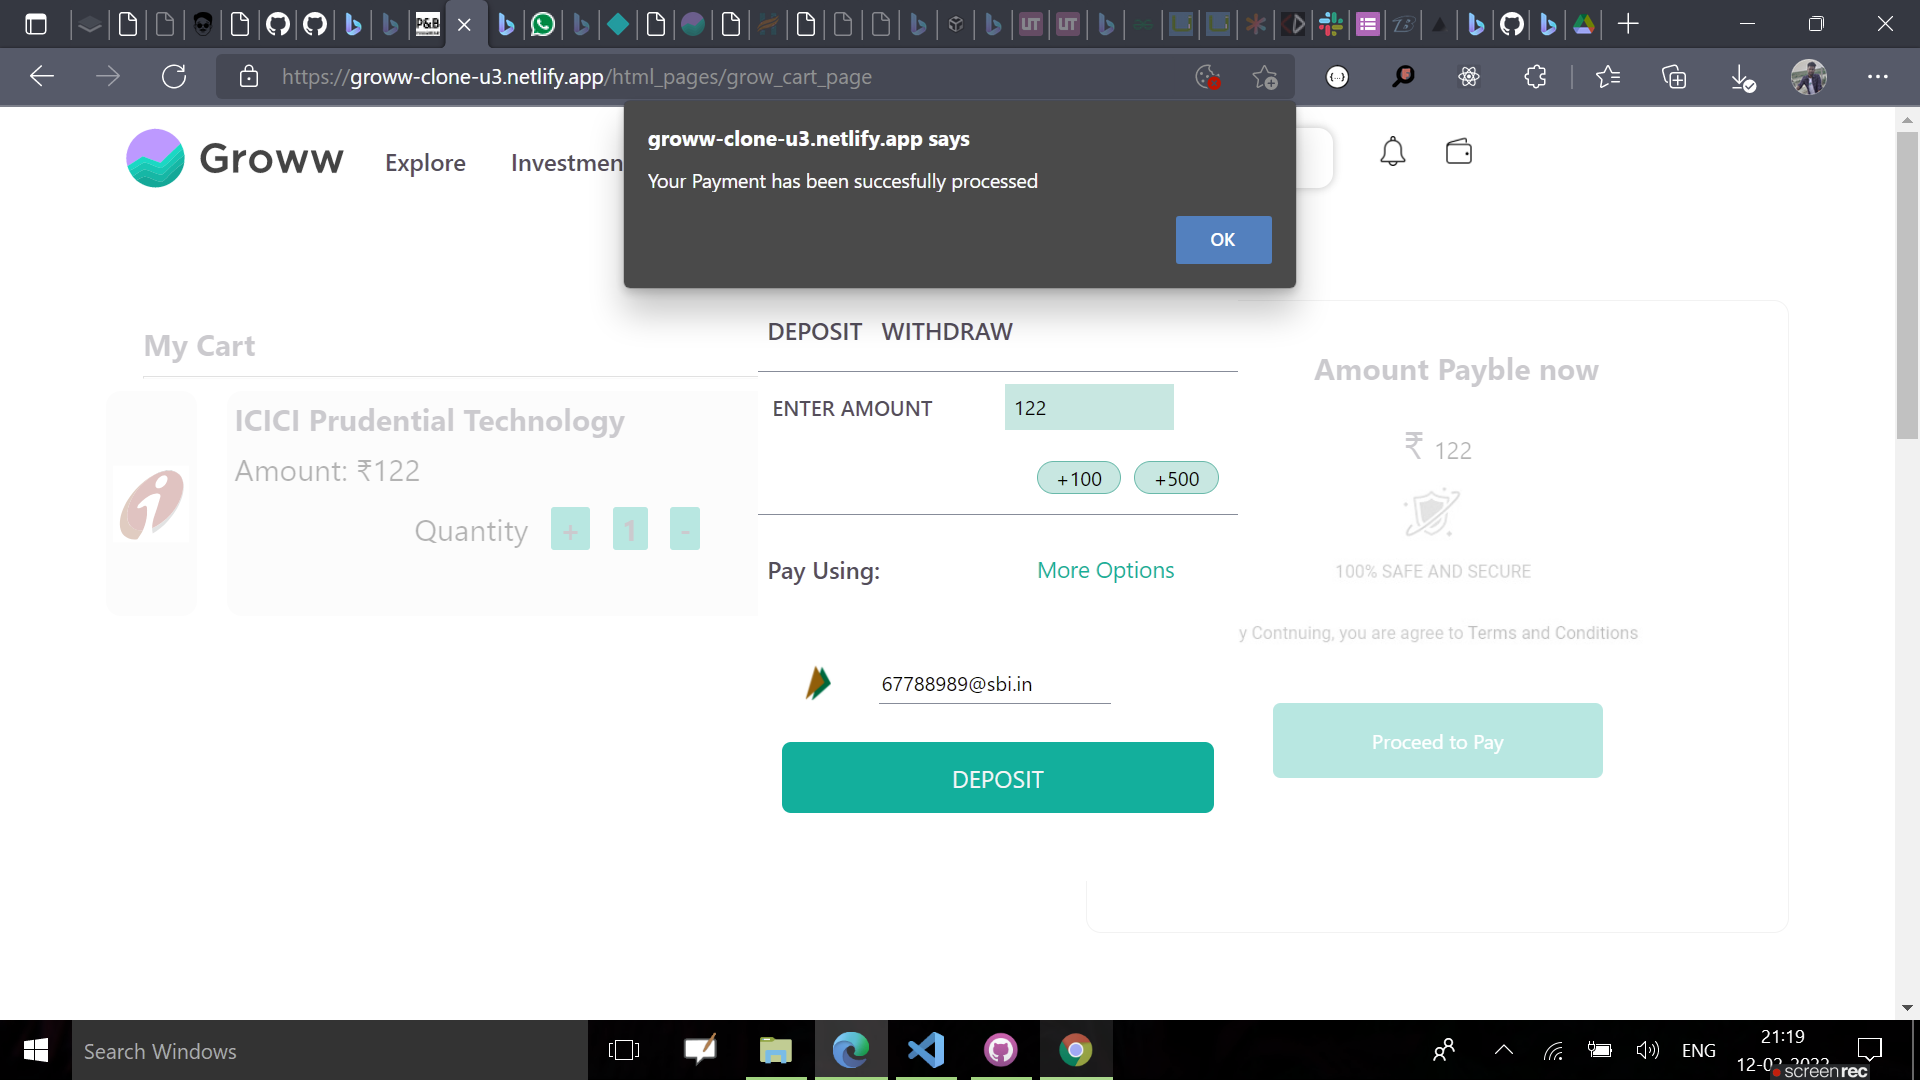 P&B
UT
UT
https://groww-clone-u3.netlify.app/html_pages/grow_cart_page
groww-clone-u3.netlify.app says
Your Payment has been succesfully processed
OK
Groww
Explore
Investmen
DEPOSIT WITHDRAW
My Cart
Amount Payble now
ENTER AMOUNT 122
ICICI Prudential Technology
₹ 122
Amount: ₹122
+100 +500
Quantity + 1 -
Pay Using: More Options
100% SAFE AND SECURE
y Contnuing, you are agree to Terms and Conditions
67788989@sbi.in
Proceed to Pay
DEPOSIT
Search Windows
ENG
21:19
screenrec